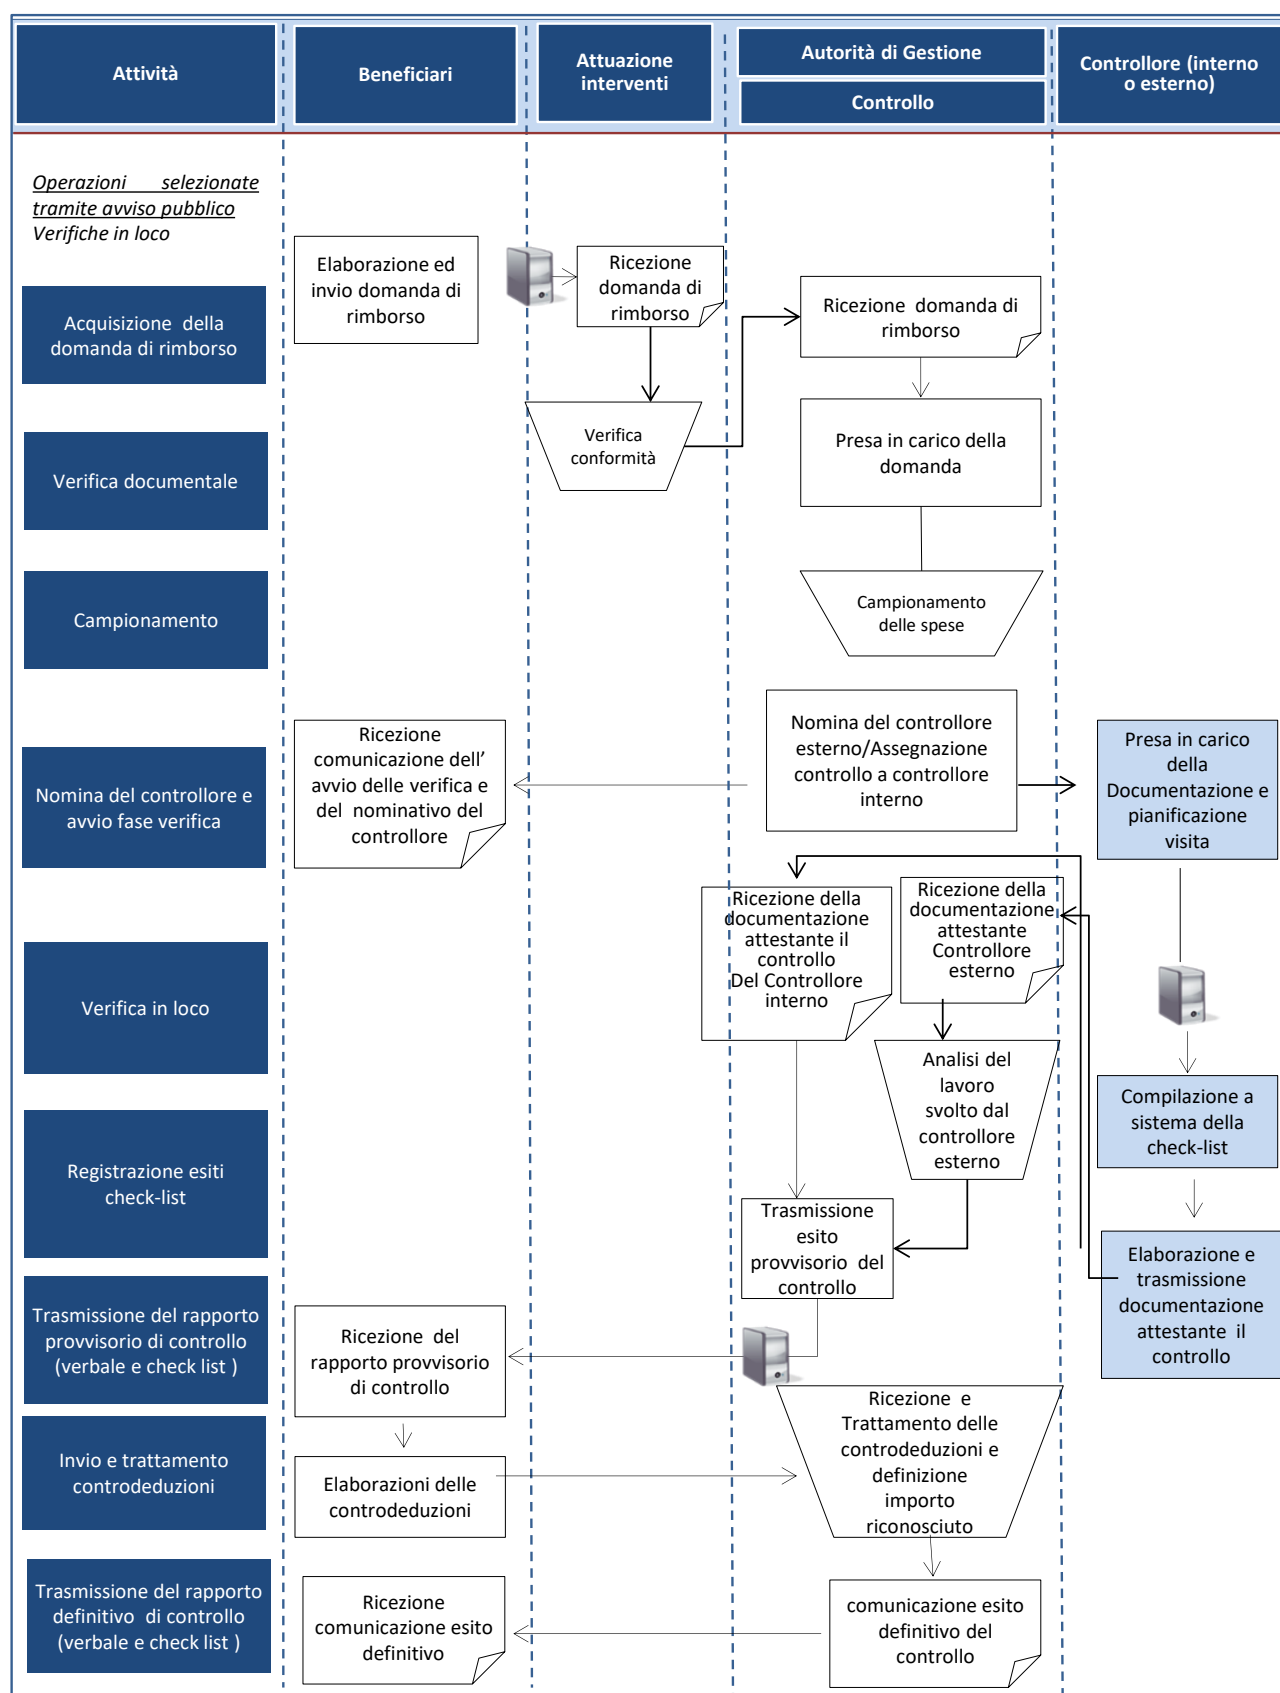 Attività
Beneficiari
Attuazione
interventi
Autorità di Gestione
Controllo
Controllore (interno
o esterno)
Operazioni selezionate
tramite avviso pubblico
Verifiche in loco
Acquisizione della
domanda di rimborso
Elaborazione ed
invio domanda di
rimborso
Ricezione
domanda di
rimborso
Ricezione domanda di
rimborso
Verifica documentale
Verifica
conformità
Presa in carico della
domanda
Campionamento
Campionamento
delle spese
Nomina del controllore e
avvio fase verifica
Ricezione
comunicazione dell’
avvio delle verifica e
del nominativo del
controllore
Nomina del controllore
esterno/Assegnazione
controllo a controllore
interno
Presa in carico
della
Documentazione e
pianificazione
visita
Verifica in loco
Ricezione della
documentazione
attestante il
controllo
Del Controllore
interno
Ricezione della
documentazione
attestante
Controllore
esterno
Analisi del
lavoro
svolto dal
controllore
esterno
Compilazione a
sistema della
check-list
Registrazione esiti
check-list
Trasmissione
esito
provvisorio del
controllo
Elaborazione e
trasmissione
documentazione
attestante il
controllo
Trasmissione del rapporto
provvisorio di controllo
(verbale e check list )
Ricezione del
rapporto provvisorio
di controllo
Invio e trattamento
controdeduzioni
Elaborazioni delle
controdeduzioni
Ricezione e
Trattamento delle
controdeduzioni e
definizione
importo
riconosciuto
Trasmissione del rapporto
definitivo di controllo
(verbale e check list )
Ricezione
comunicazione esito
definitivo
comunicazione esito
definitivo del
controllo